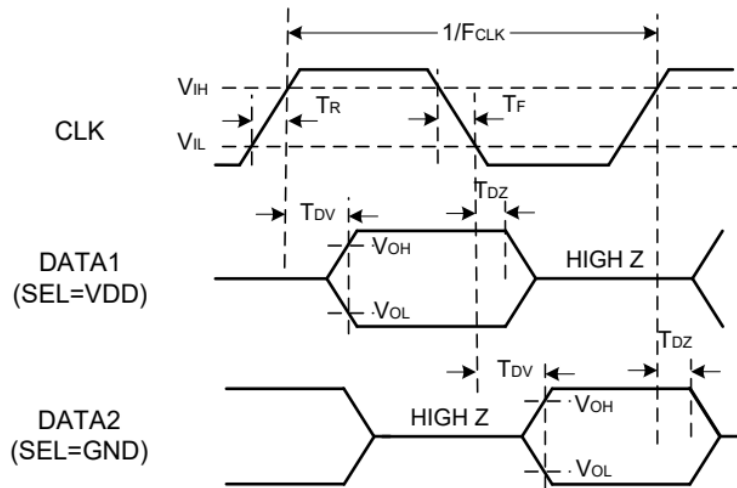 1/FCLK
VIH
TR
TF
CLK
VIL
TDZ
TDV
DATA1
(SEL=VDD)
VOH
HIGH Z
VOL
TDZ
TDV
DATA2
(SEL=GND)
HIGH Z
VOH
VOL